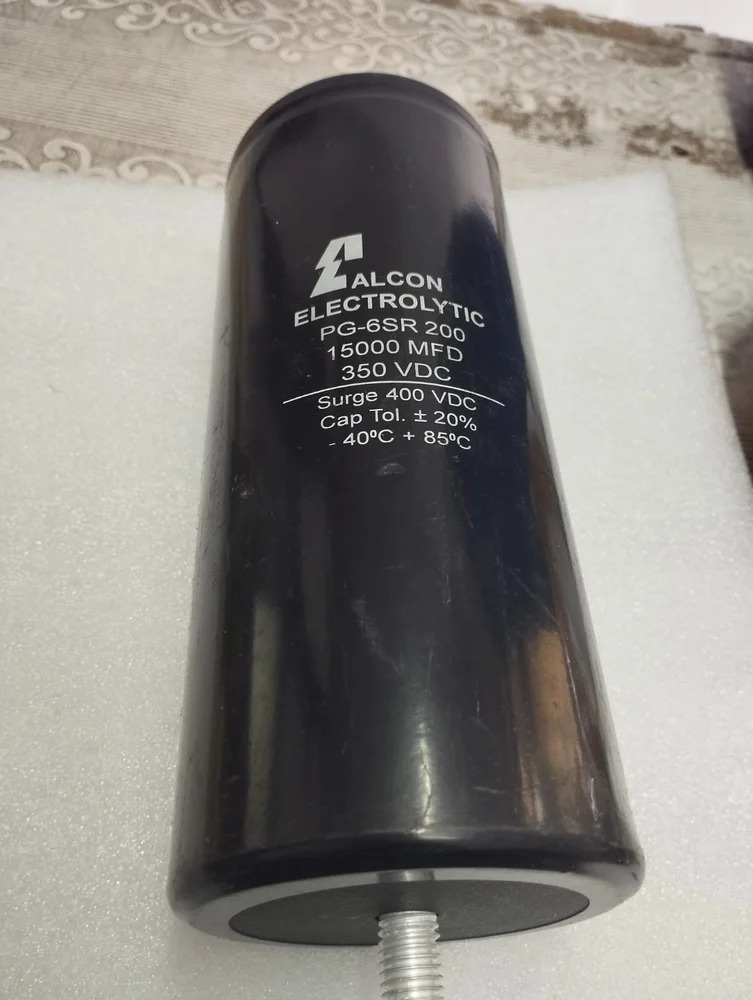 ALCON
ELECTROLYTIC
PG-6SR 200
15000 MFD
350 VDC
Surge 400 VDC
Cap Tol. ± 20%
- 40ºC + 85ºC